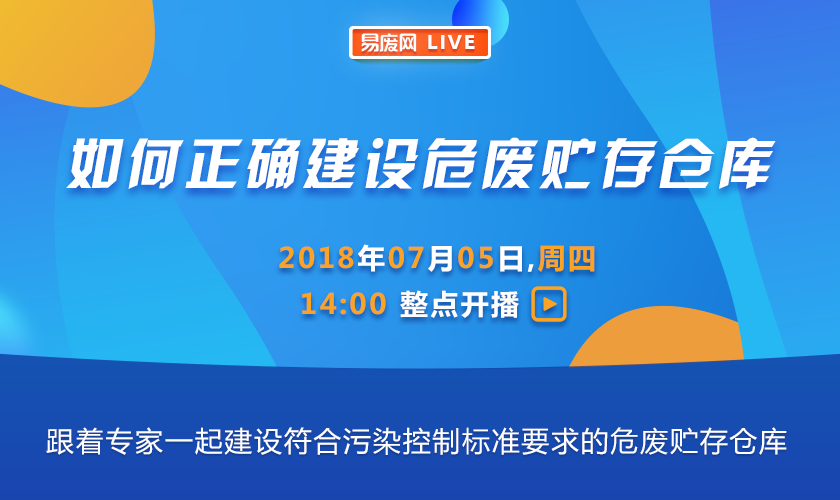 易废网 LIVE
如何正确建设危废贮存仓库
2018年07月05日,周四
14:00 整点开播
跟着专家一起建设符合污染控制标准要求的危废贮存仓库